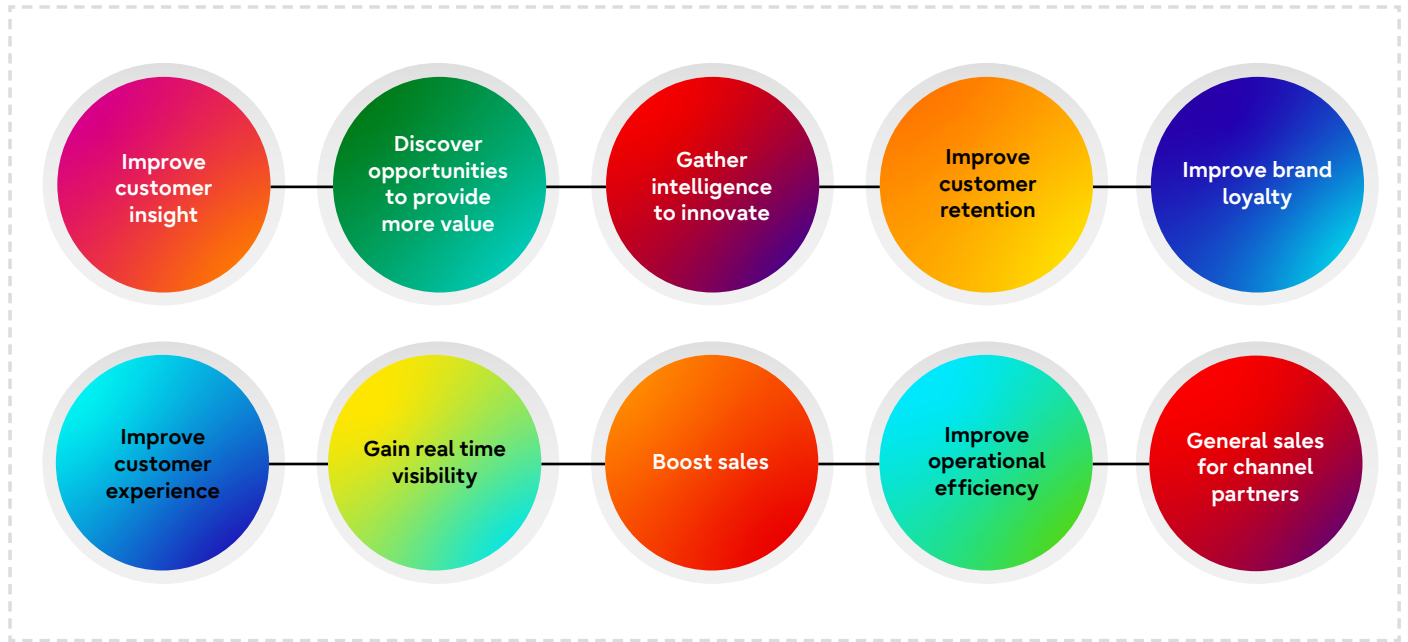 Improve
customer
insight
Discover
opportunities
to provide
more value
Gather
intelligence
to innovate
Improve
customer
retention
Improve brand
loyalty
Improve
customer
experience
Gain real time
visibility
Boost sales
Improve
operational
efficiency
General sales
for channel
partners